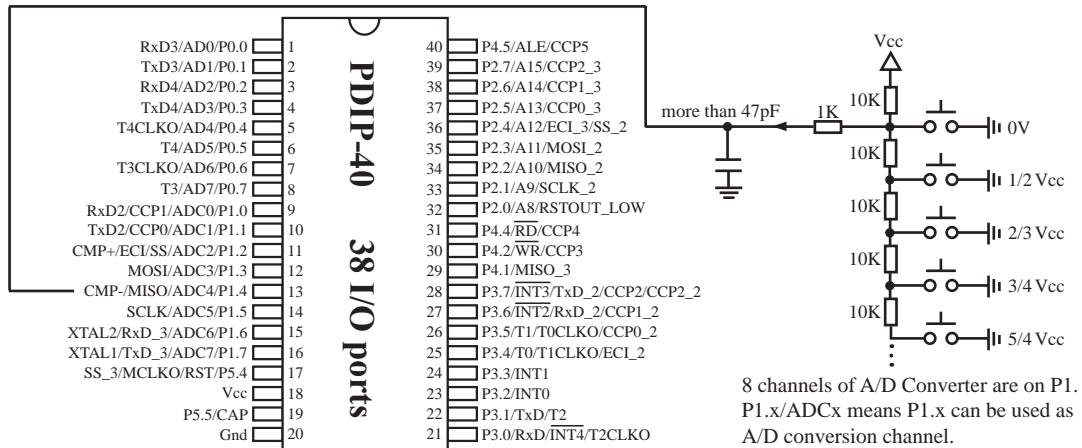 RxD3/AD0/P0.0 1
TxD3/AD1/P0.1 2
RxD4/AD2/P0.2 3
TxD4/AD3/P0.3 4
T4CLKO/AD4/P0.4 5
T4/AD5/P0.5 6
T3CLKO/AD6/P0.6 7
T3/AD7/P0.7 8
RxD2/CCP1/ADC0/P1.0 9
TxD2/CCP0/ADC1/P1.1 10
CMP+/ECI/SS/ADC2/P1.2 11
MOSI/ADC3/P1.3 12
CMP-/MISO/ADC4/P1.4 13
SCLK/ADC5/P1.5 14
XTAL2/RxD_3/ADC6/P1.6 15
XTAL1/TxD_3/ADC7/P1.7 16
SS_3/MCLKO/RST/P5.4 17
Vcc 18
P5.5/CAP 19
Gnd 20
PDIP-40 38 I/O ports
40 P4.5/ALE/CCP5
39 P2.7/A15/CCP2_3
38 P2.6/A14/CCP1_3
37 P2.5/A13/CCP0_3
36 P2.4/A12/ECI_3/SS_2
35 P2.3/A11/MOSI_2
34 P2.2/A10/MISO_2
33 P2.1/A9/SCLK_2
32 P2.0/A8/RSTOUT_LOW
31 P4.4/RD/CCP4
30 P4.2/WR/CCP3
29 P4.1/MISO_3
28 P3.7/INT3/TxD_2/CCP2/CCP2_2
27 P3.6/INT2/RxD_2/CCP1_2
26 P3.5/T1/T0CLKO/CCP0_2
25 P3.4/T0/T1CLKO/ECI_2
24 P3.3/INT1
23 P3.2/INT0
22 P3.1/TxD/T2
21 P3.0/RxD/INT4/T2CLKO
Vcc
10K
more than 47pF 1K
0V
10K
1/2 Vcc
10K
2/3 Vcc
10K
3/4 Vcc
10K
5/4 Vcc
8 channels of A/D Converter are on P1.
P1.x/ADCx means P1.x can be used as
A/D conversion channel.